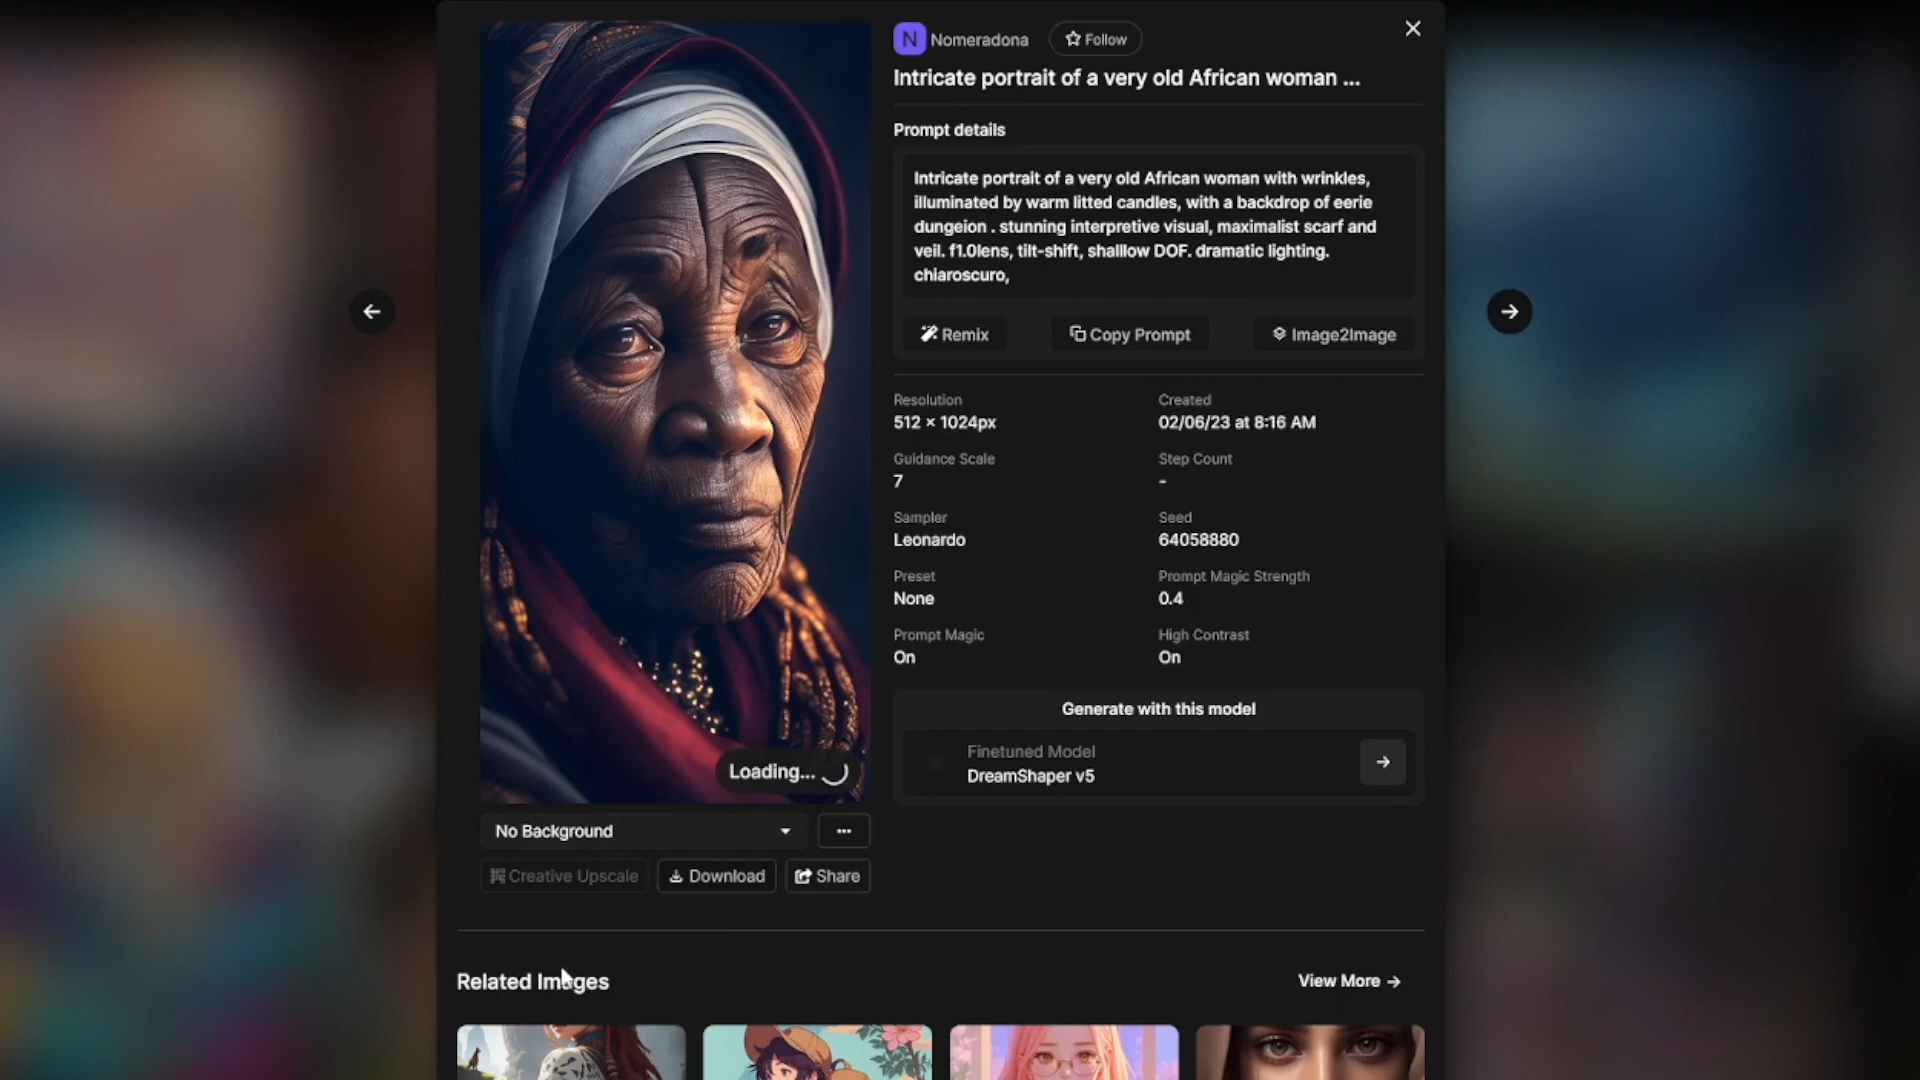 N Nomeradona Follow
Intricate portrait of a very old African woman ...
Prompt details
Intricate portrait of a very old African woman with wrinkles,
illuminated by warm litted candles, with a backdrop of eerie
dungeion . stunning interpretive visual, maximalist scarf and
veil. f1.0lens, tilt-shift, shalllow DOF. dramatic lighting.
chiaroscuro,
Remix Copy Prompt Image2Image
Resolution Created
512 × 1024px 02/06/23 at 8:16 AM
Guidance Scale Step Count
7 -
Sampler Seed
Leonardo 64058880
Preset Prompt Magic Strength
None 0.4
Prompt Magic High Contrast
On On
Generate with this model
Finetuned Model
DreamShaper v5
Loading...
No Background ...
Creative Upscale Download Share
Related Images View More